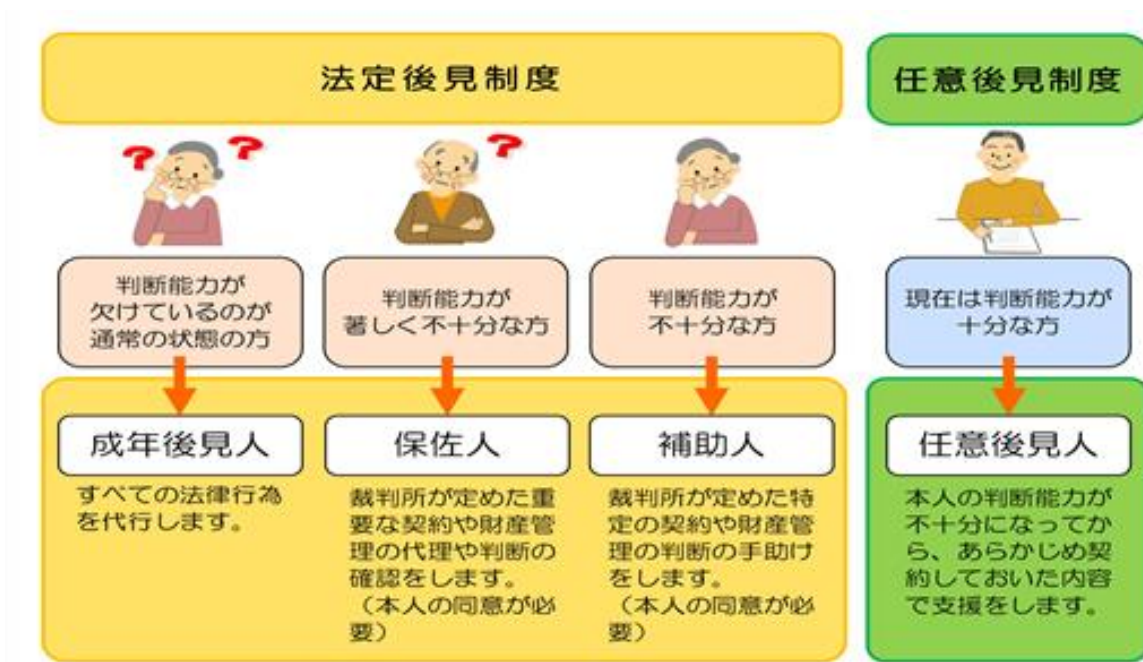 法定後見制度
任意後見制度
?
?
?
判断能力が
欠けているのが
通常の状態の方
判断能力が
著しく不十分な方
判断能力が
不十分な方
現在は判断能力が
十分な方
成年後見人
すべての法律行為
を代行します。
保佐人
裁判所が定めた重
要な契約や財産管
理の代理や判断の
確認をします。
（本人の同意が必
要）
補助人
裁判所が定めた特
定の契約や財産管
理の判断の手助け
をします。
（本人の同意が必
要）
任意後見人
本人の判断能力が
不十分になってか
ら、あらかじめ契
約しておいた内容
で支援をします。